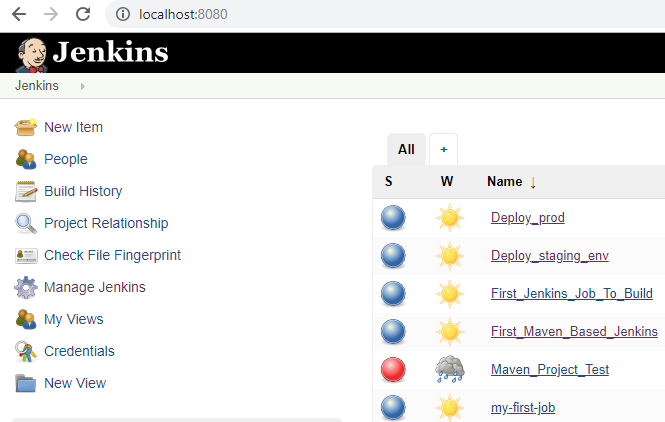 localhost:8080
Jenkins
Jenkins
New Item
People
Build History
Project Relationship
Check File Fingerprint
Manage Jenkins
My Views
Credentials
New View
All +
S W Name ↓
Deploy_prod
Deploy_staging_env
First_Jenkins_Job_To_Build
First_Maven_Based_Jenkins
Maven_Project_Test
my-first-job